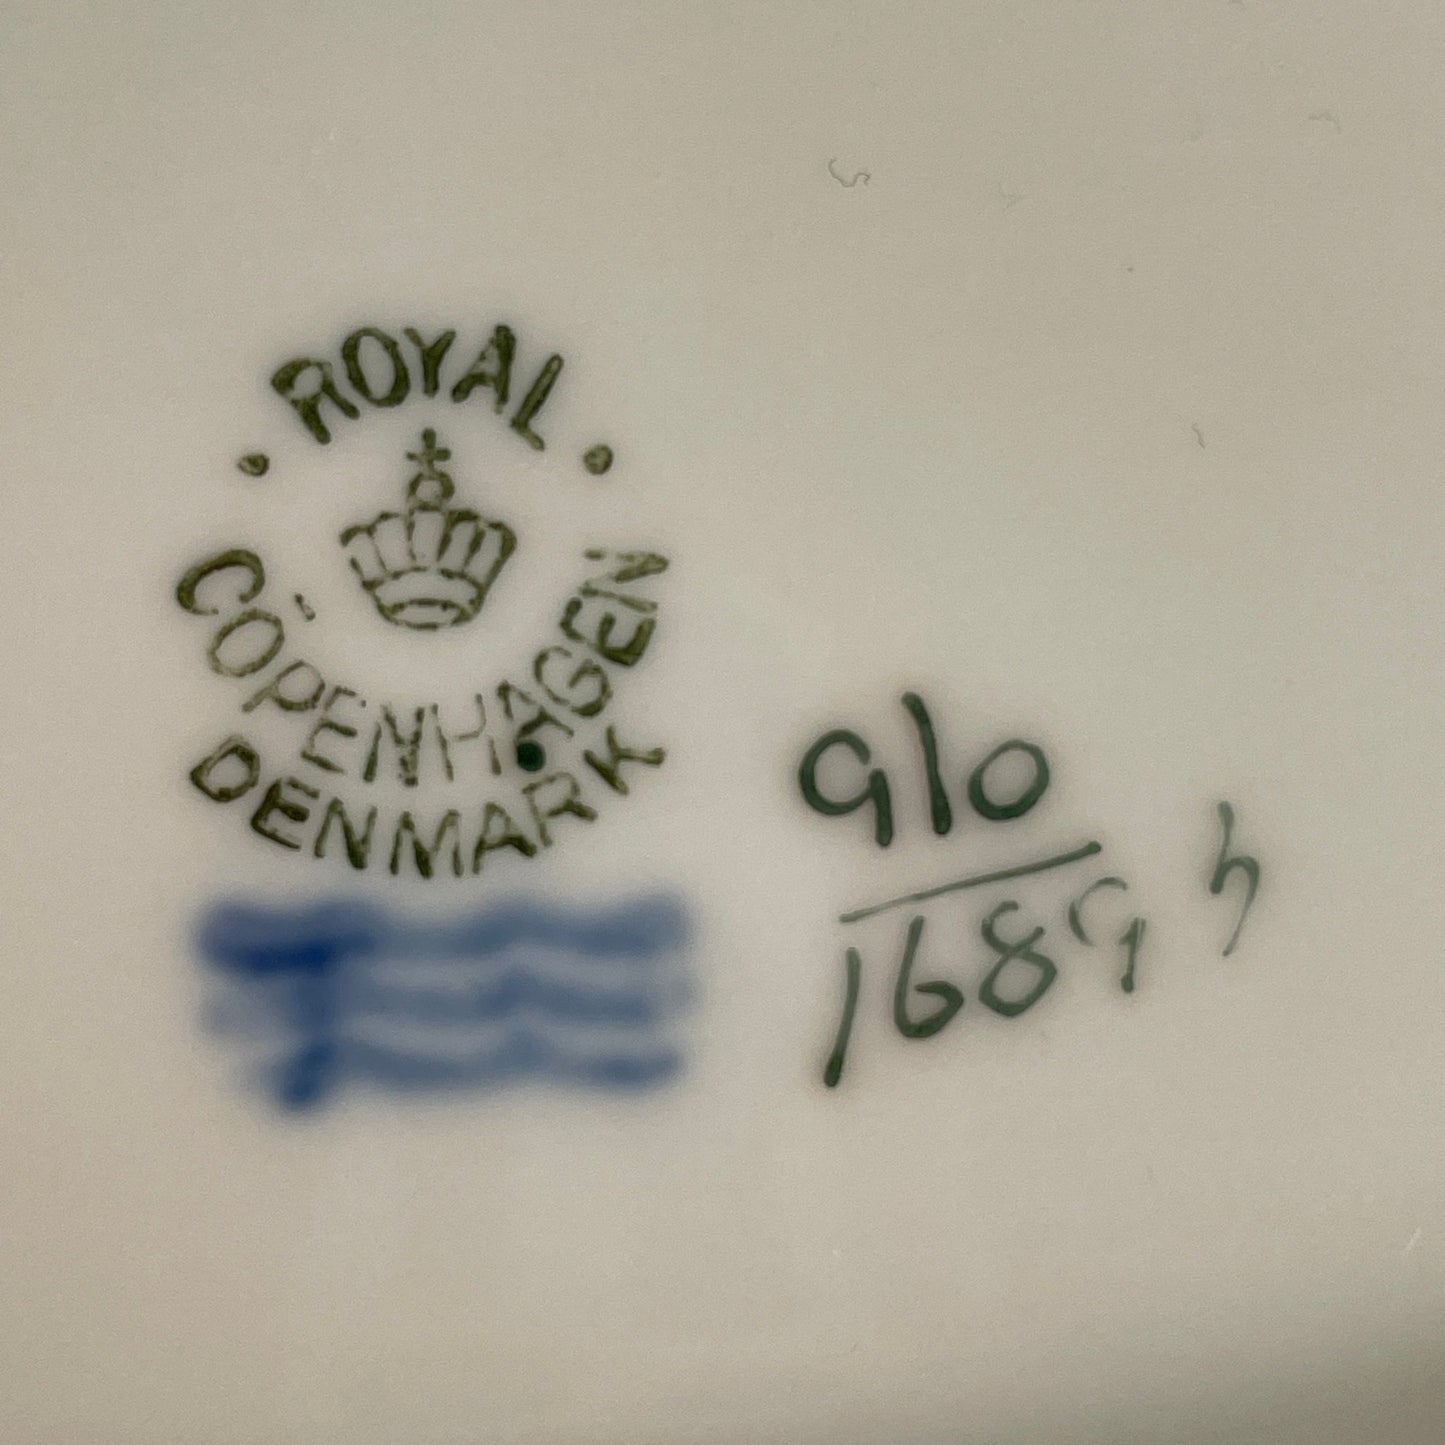 ROYAL
COPENHAGEN
DENMARK
910
1689